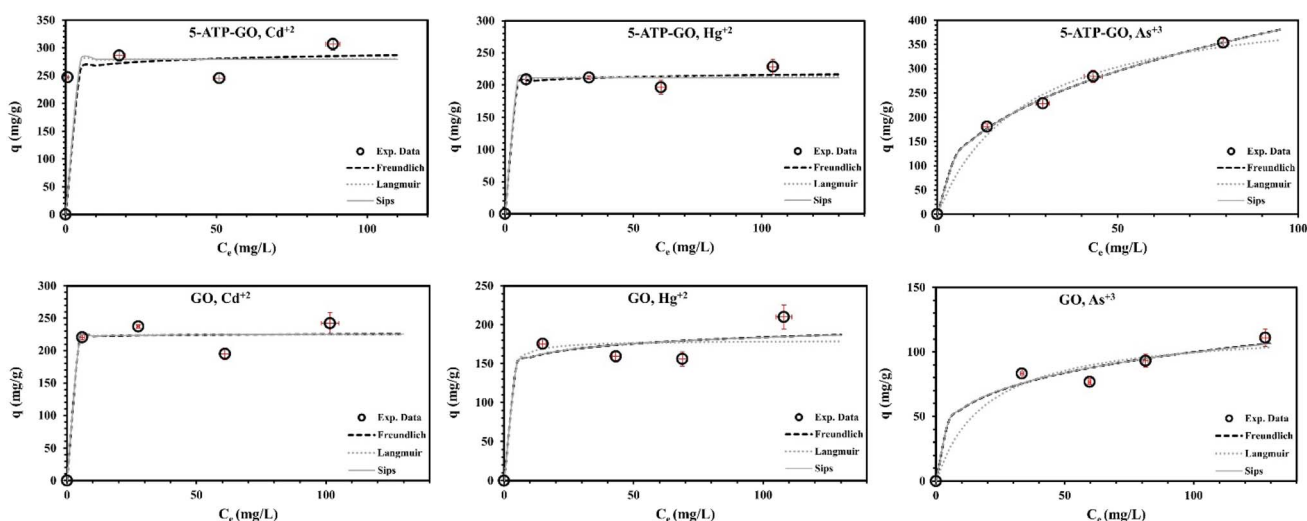 5-ATP-GO, Cd+2
q (mg/g)
350
300
250
200
150
100
50
0
Exp. Data
Freundlich
Langmuir
Sips
0 50 100
Ce (mg/L)
5-ATP-GO, Hg+2
q (mg/g)
300
250
200
150
100
50
0
Exp. Data
Freundlich
Langmuir
Sips
0 50 100
Ce (mg/L)
5-ATP-GO, As+3
q (mg/g)
400
350
300
250
200
150
100
50
0
Exp. Data
Freundlich
Langmuir
Sips
0 50 100
Ce (mg/L)
GO, Cd+2
q (mg/g)
300
250
200
150
100
50
0
Exp. Data
Freundlich
Langmuir
Sips
0 50 100
Ce (mg/L)
GO, Hg+2
q (mg/g)
250
200
150
100
50
0
Exp. Data
Freundlich
Langmuir
Sips
0 50 100
Ce (mg/L)
GO, As+3
q (mg/g)
150
100
50
0
Exp. Data
Freundlich
Langmuir
Sips
0 50 100
Ce (mg/L)